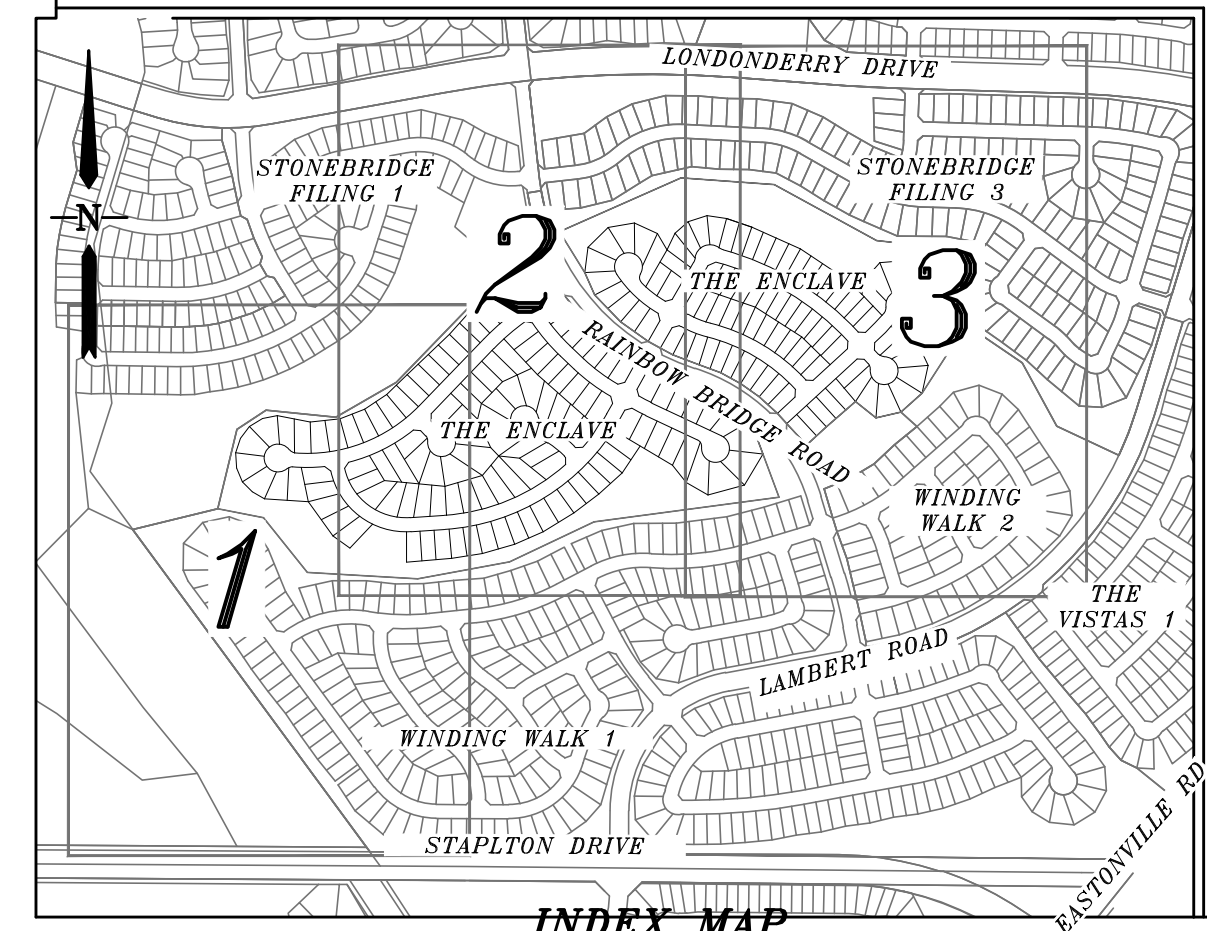 LONDONDERRY DRIVE
STONEBRIDGE
FILING 1
STONEBRIDGE
FILING 3
N
2
3
THE ENCLAVE
RAINBOW BRIDGE ROAD
THE ENCLAVE
WINDING
WALK 2
1
THE
VISTAS 1
LAMBERT ROAD
WINDING WALK 1
STAPLTON DRIVE
EASTONVILLE RD
INDEX MAP